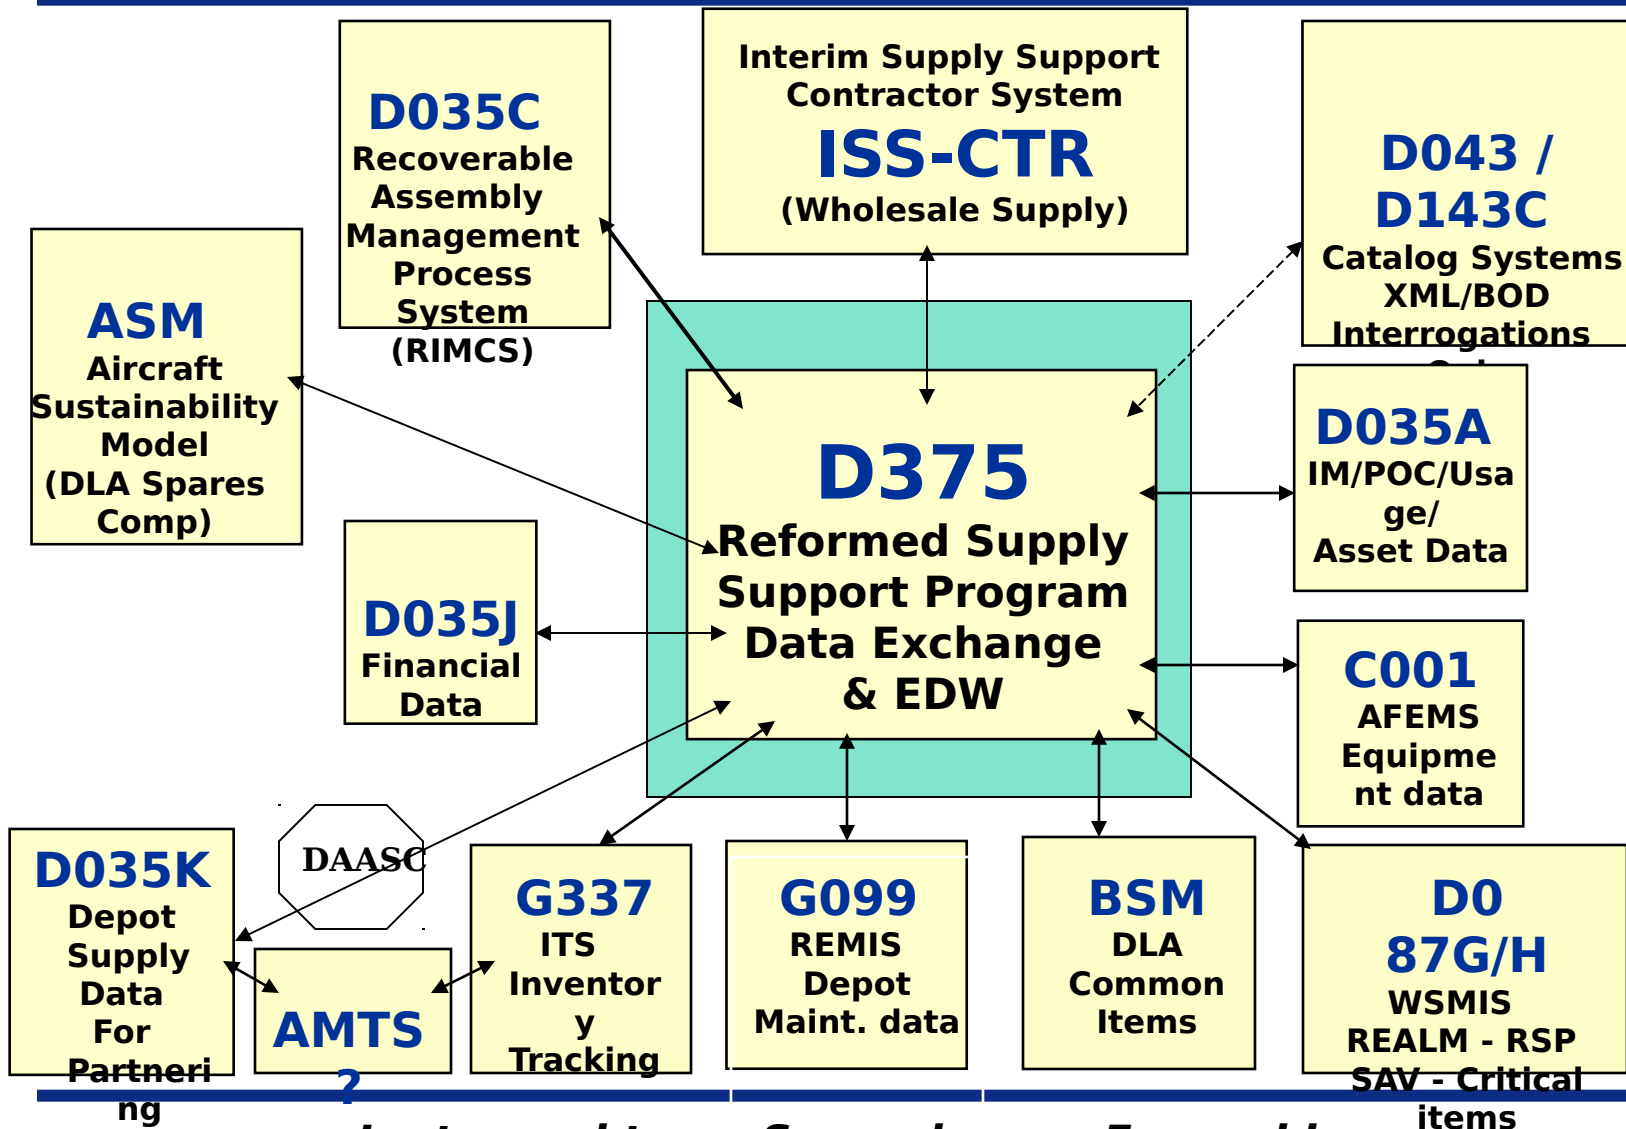 Interim Supply Support
Contractor System
ISS-CTR
(Wholesale Supply)
D035C
Recoverable
Assembly
Management
Process
System
(RIMCS)
D043 /
D143C
Catalog Systems
XML/BOD
Interrogations
ASM
Aircraft
Sustainability
Model
(DLA Spares
Comp)
D035A
IM/POC/Usa
ge/
Asset Data
D375
Reformed Supply
Support Program
Data Exchange
& EDW
D035J
Financial
Data
C001
AFEMS
Equipme
nt data
DAASC
D035K
Depot
Supply
Data
For
Partneri
ng
AMTS
?
G337
ITS
Inventor
y
Tracking
G099
REMIS
Depot
Maint. data
BSM
DLA
Common
Items
D0
87G/H
WSMIS
REALM - RSP
SAV - Critical
items